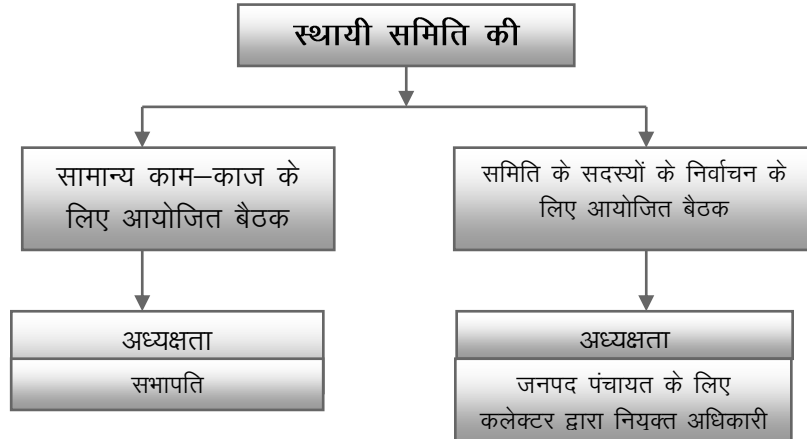 स्थायी समिति की
सामान्य काम–काज के
लिए आयोजित बैठक
समिति के सदस्यों के निर्वाचन के
लिए आयोजित बैठक
अध्यक्षता
सभापति
अध्यक्षता
जनपद पंचायत के लिए
कलेक्टर द्वारा नियुक्त अधिकारी